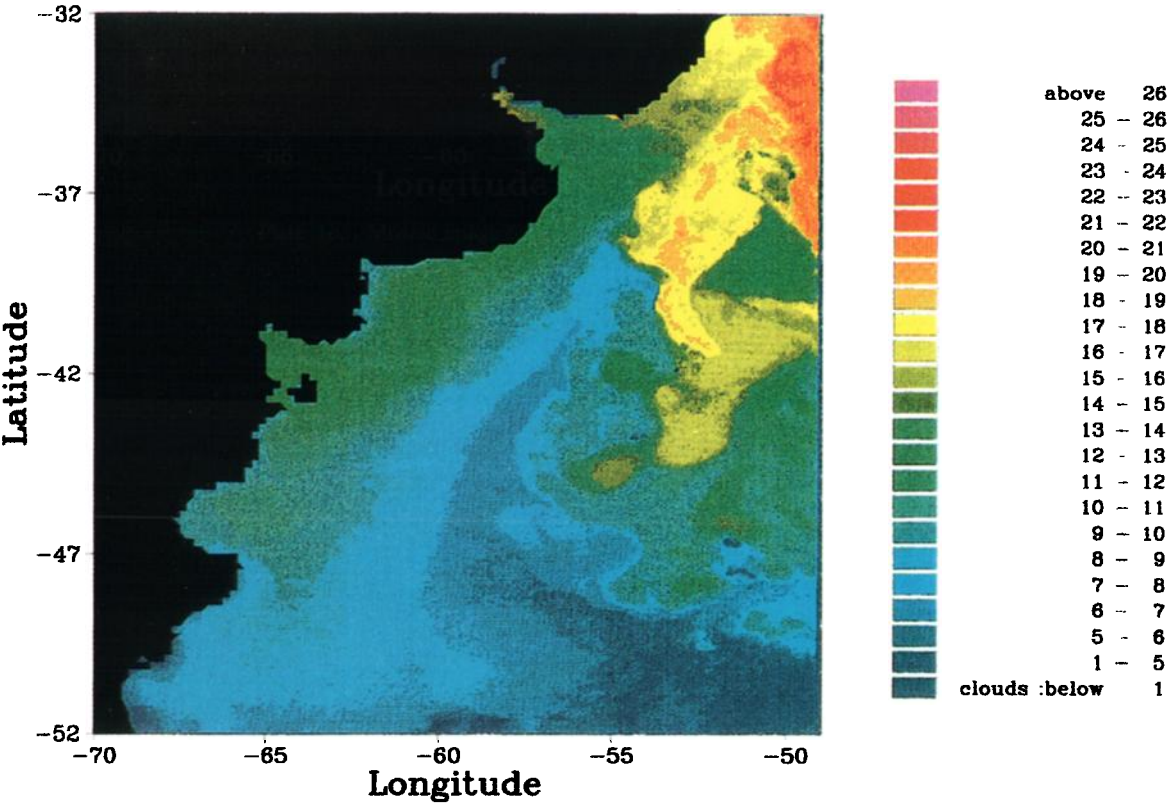 -32
-37
-42
-47
-52
Latitude
-70
-65
-60
-55
-50
Longitude
above 26
25 - 26
24 - 25
23 - 24
22 - 23
21 - 22
20 - 21
19 - 20
18 - 19
17 - 18
16 - 17
15 - 16
14 - 15
13 - 14
12 - 13
11 - 12
10 - 11
9 - 10
8 - 9
7 - 8
6 - 7
5 - 6
1 - 5
clouds :below 1